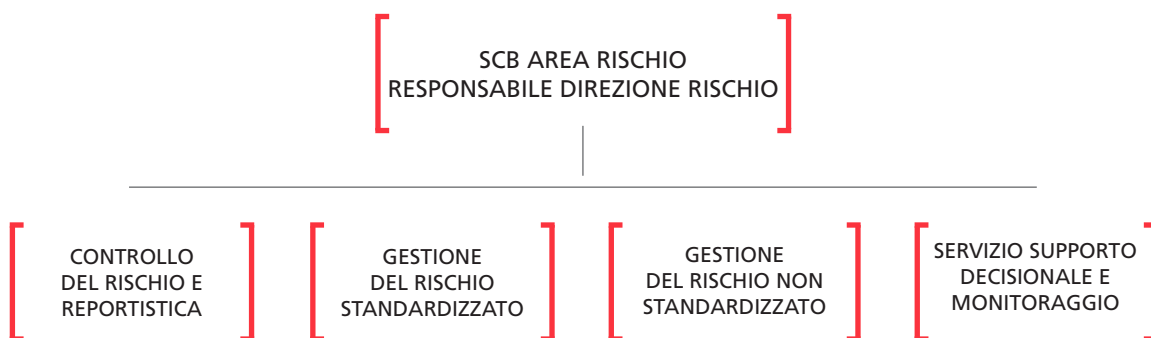 SCB AREA RISCHIO
RESPONSABILE DIREZIONE RISCHIO
CONTROLLO
DEL RISCHIO E
REPORTISTICA
GESTIONE
DEL RISCHIO
STANDARDIZZATO
GESTIONE
DEL RISCHIO NON
STANDARDIZZATO
SERVIZIO SUPPORTO
DECISIONALE E
MONITORAGGIO